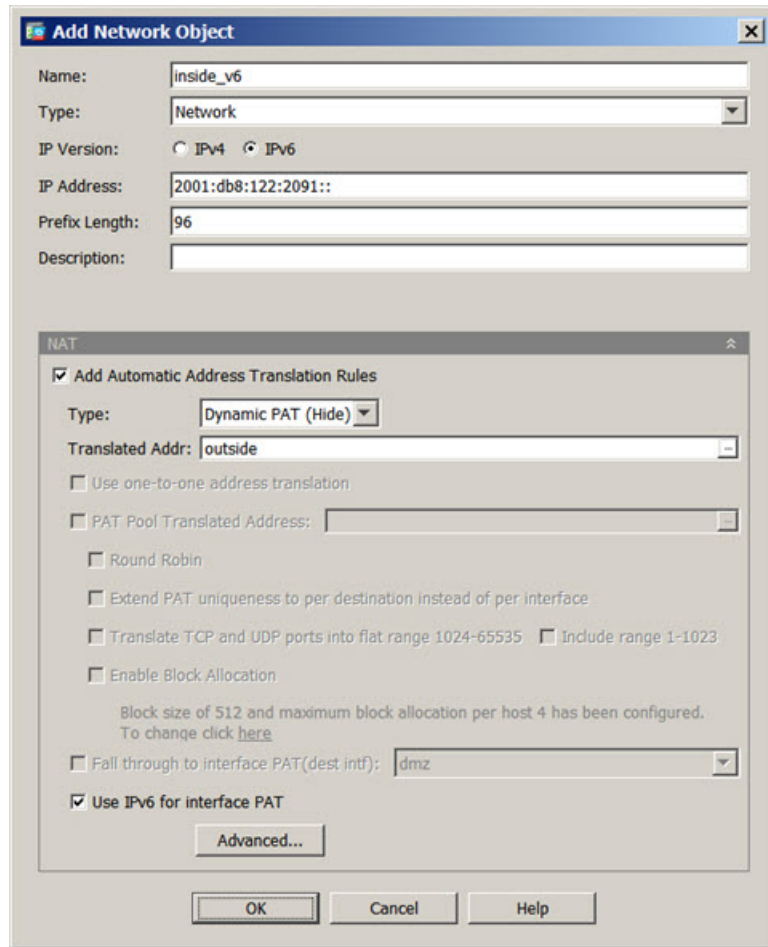 Add Network Object
Name: inside_v6
Type: Network
IP Version: IPv4 IPv6
IP Address: 2001:db8:122:2091::
Prefix Length: 96
Description:
NAT
Add Automatic Address Translation Rules
Type: Dynamic PAT (Hide)
Translated Addr: outside ...
Use one-to-one address translation
PAT Pool Translated Address: ...
Round Robin
Extend PAT uniqueness to per destination instead of per interface
Translate TCP and UDP ports into flat range 1024-65535 Include range 1-1023
Enable Block Allocation
Block size of 512 and maximum block allocation per host 4 has been configured.
To change click here
Fall through to interface PAT(dest intf): dmz
Use IPv6 for interface PAT
Advanced...
OK Cancel Help